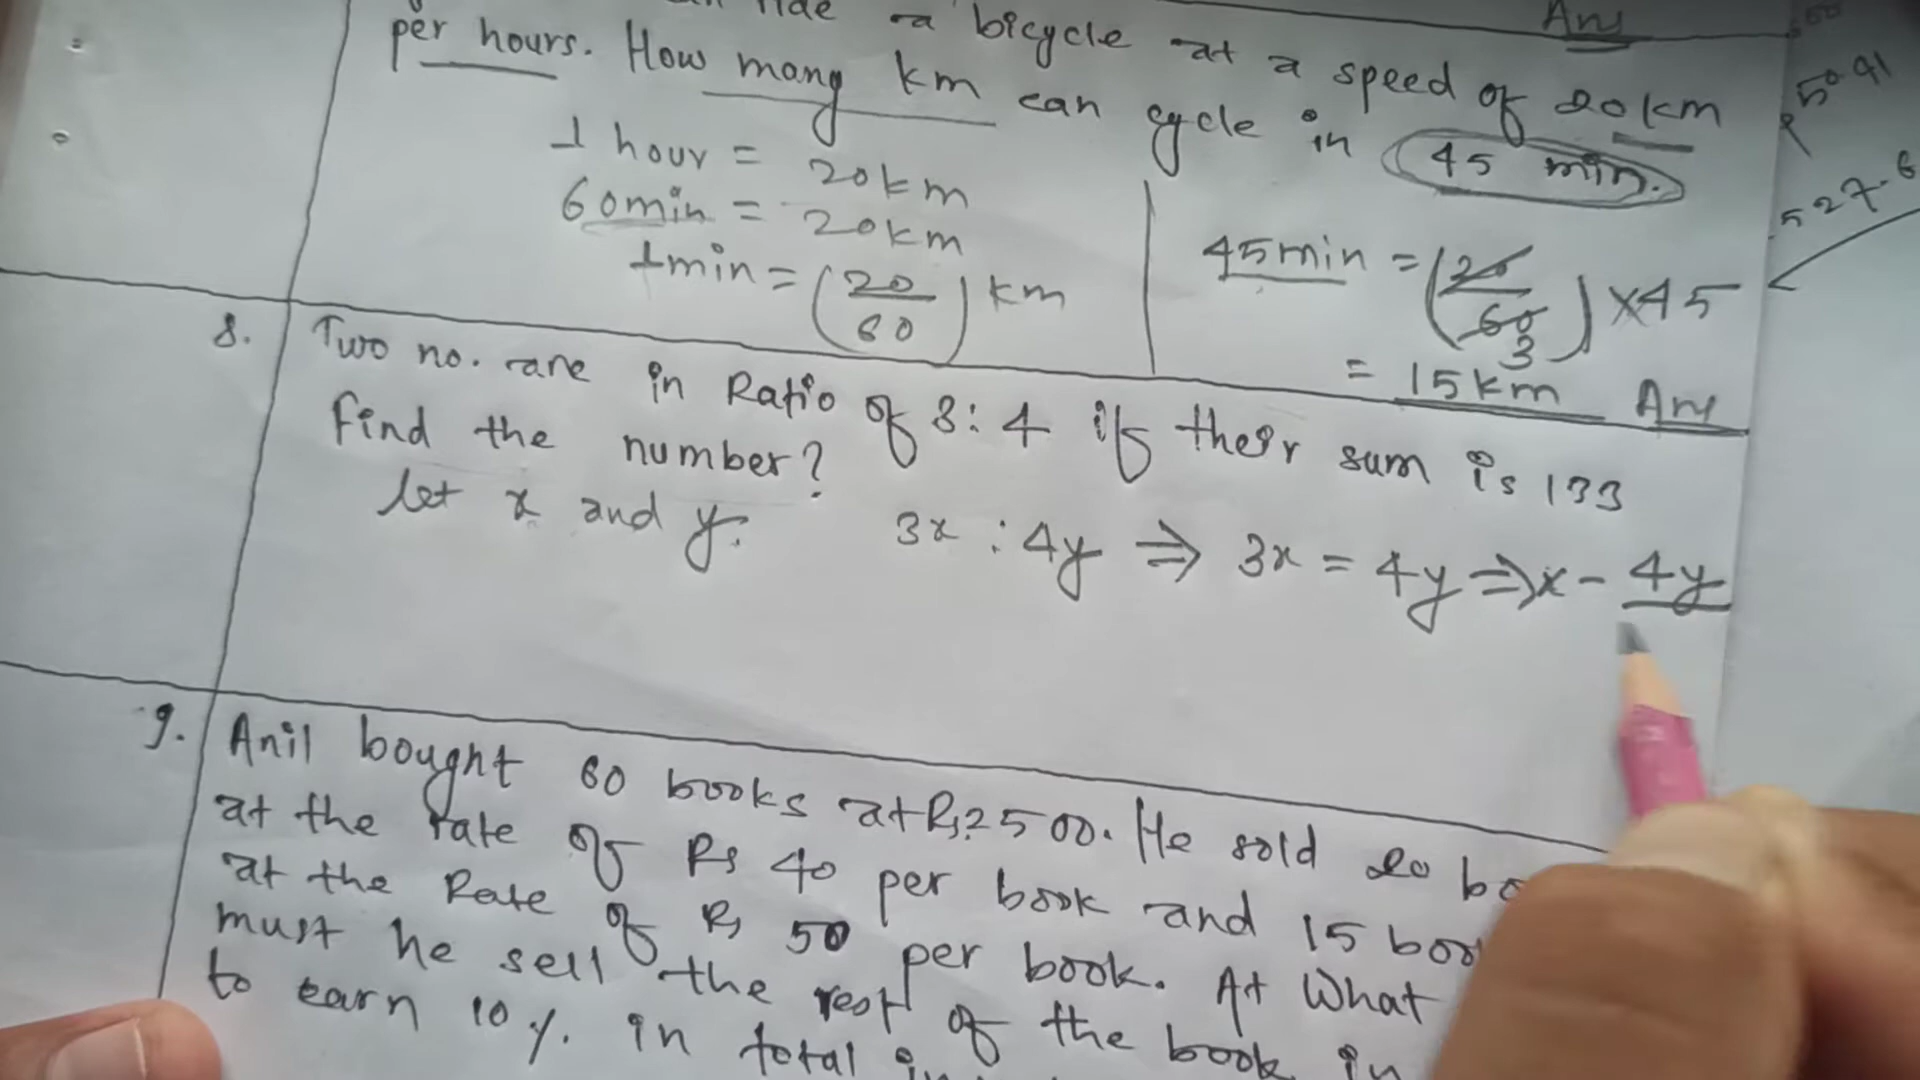 ride a bicycle at a speed of 20km
per hours. How many km can cycle in 45 min.
Ans
1 hour = 20km
60min = 20km
1min = (20/60) km
45min = (20/60) × 45
3
= 15km Ans
8. Two no. are in Ratio of 3:4 if their sum is 133
Find the number?
let x and y. 3x : 4y ⇒ 3x = 4y ⇒ x - 4y
9. Anil bought 60 books at Rs2500. He sold 20 bo
at the rate of Rs 40 per book and 15 boo
at the Rate of Rs 50 per book. At What
must he sell the rest of the book in
to earn 10%. in total